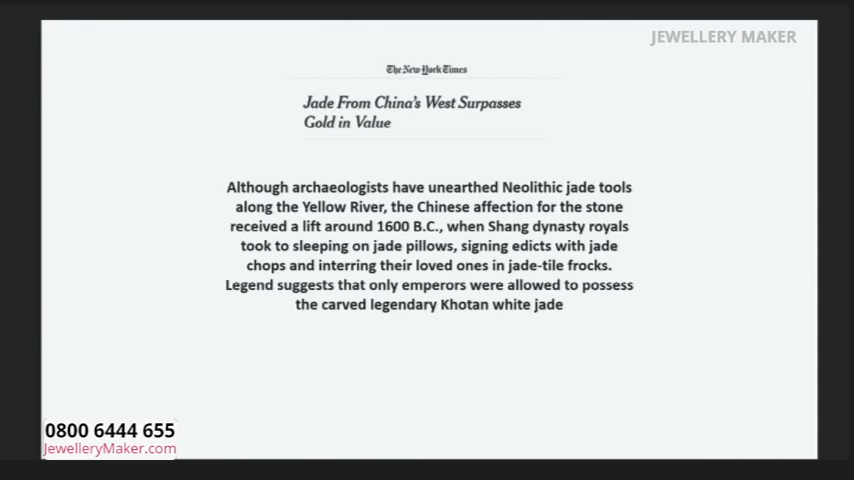 JEWELLERY MAKER
The New York Times
Jade From China's West Surpasses
Gold in Value
Although archaeologists have unearthed Neolithic jade tools
along the Yellow River, the Chinese affection for the stone
received a lift around 1600 B.C., when Shang dynasty royals
took to sleeping on jade pillows, signing edicts with jade
chops and interring their loved ones in jade-tile frocks.
Legend suggests that only emperors were allowed to possess
the carved legendary Khotan white jade
0800 6444 655
JewelleryMaker.com